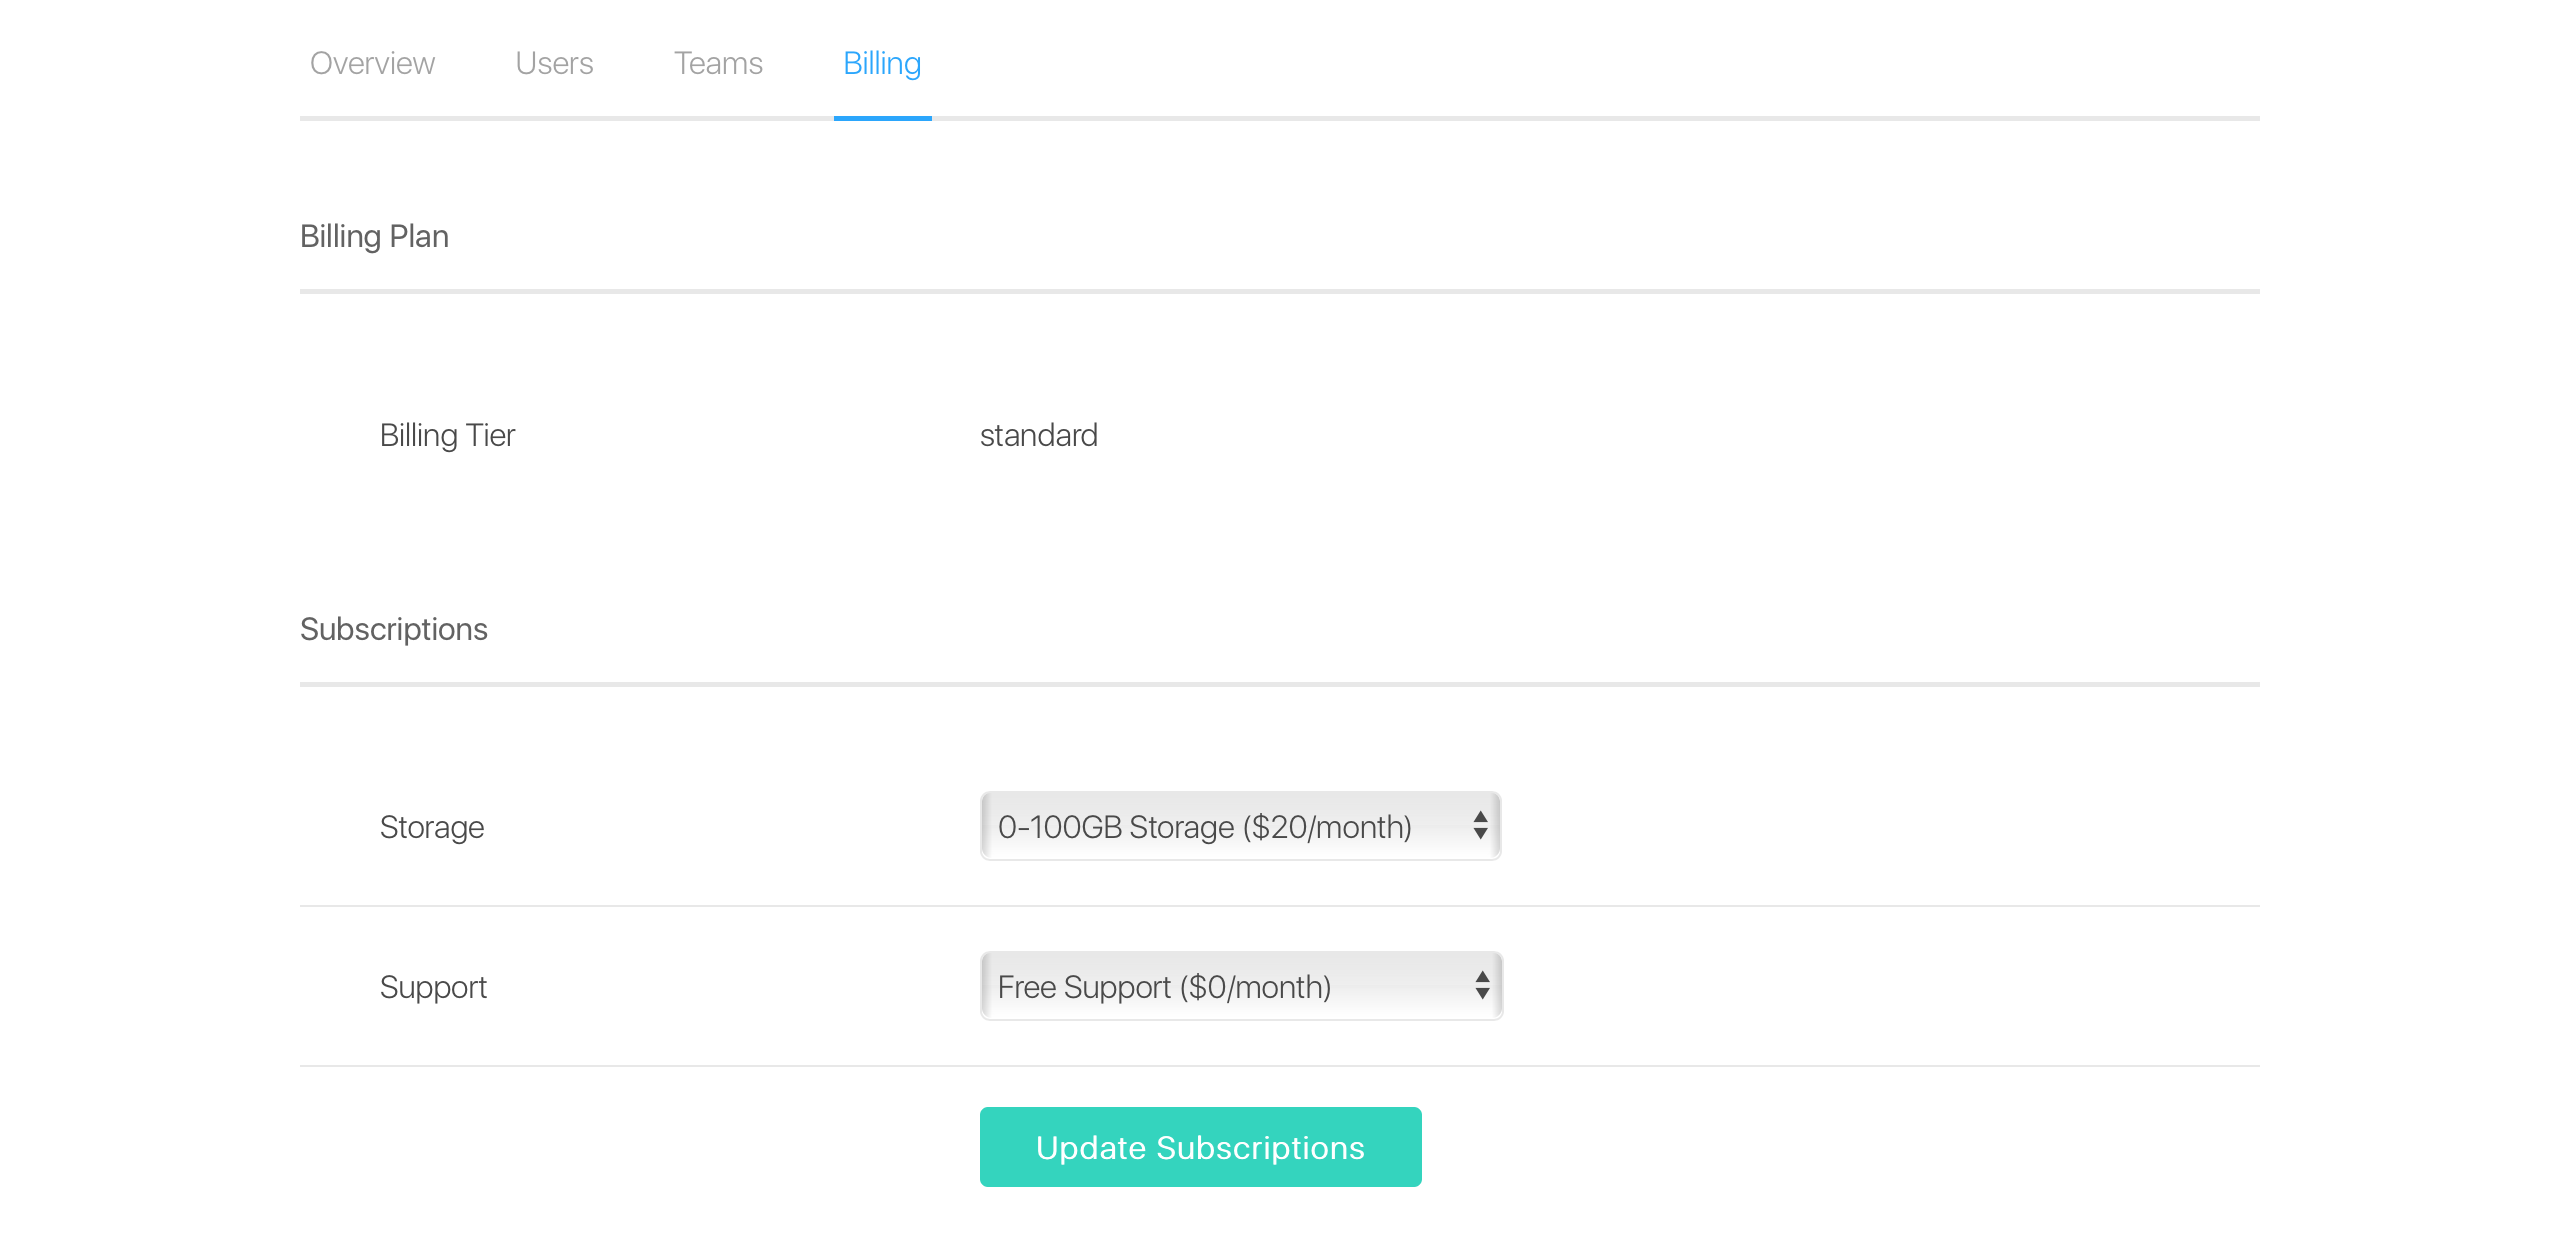 Overview Users Teams Billing
Billing Plan
Billing Tier standard
Subscriptions
Storage 0-100GB Storage ($20/month)
Support Free Support ($0/month)
Update Subscriptions